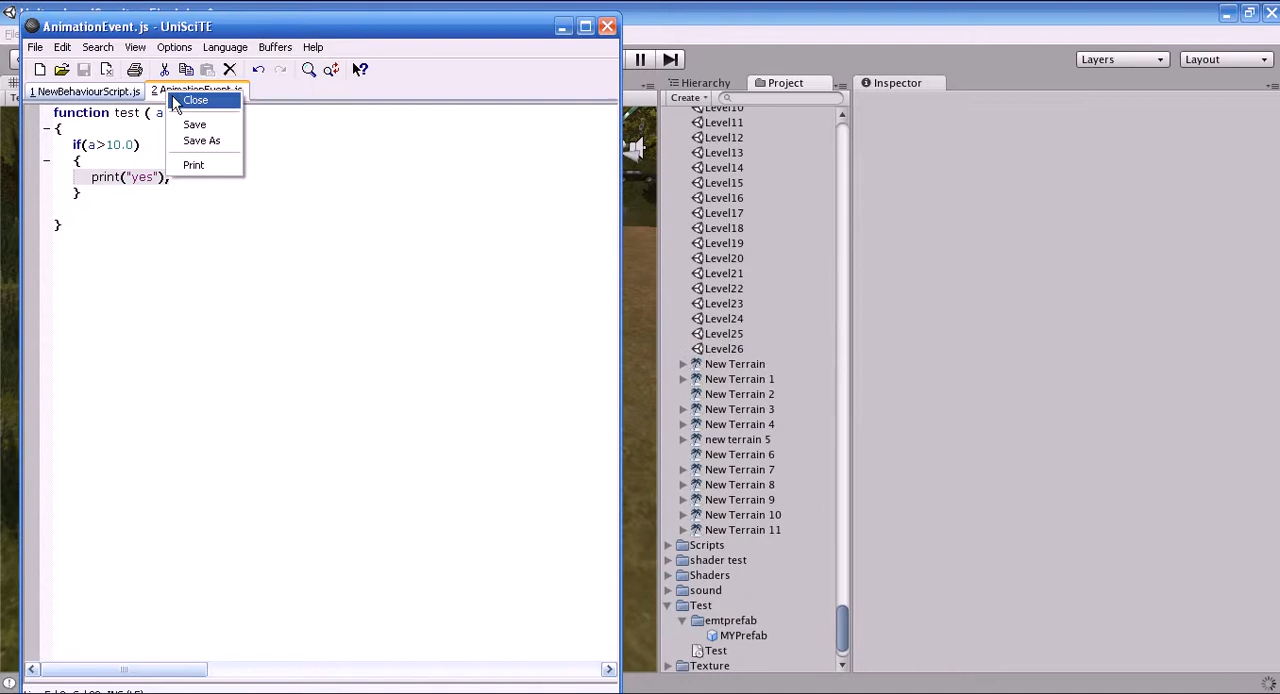 AnimationEvent.js - UniSciTE
File Edit Search View Options Language Buffers Help
1 NewBehaviourScript.js
2 AnimationEvent.js
Close
Save
Save As
Print
function test ( a
{
if(a>10.0)
{
print("yes");
}
}
Layers
Layout
Hierarchy
Project
Inspector
Create
Level10
Level11
Level12
Level13
Level14
Level15
Level16
Level17
Level18
Level19
Level20
Level21
Level22
Level23
Level24
Level25
Level26
New Terrain
New Terrain 1
New Terrain 2
New Terrain 3
New Terrain 4
new terrain 5
New Terrain 6
New Terrain 7
New Terrain 8
New Terrain 9
New Terrain 10
New Terrain 11
Scripts
shader test
Shaders
sound
Test
emtprefab
MYPrefab
Test
Texture